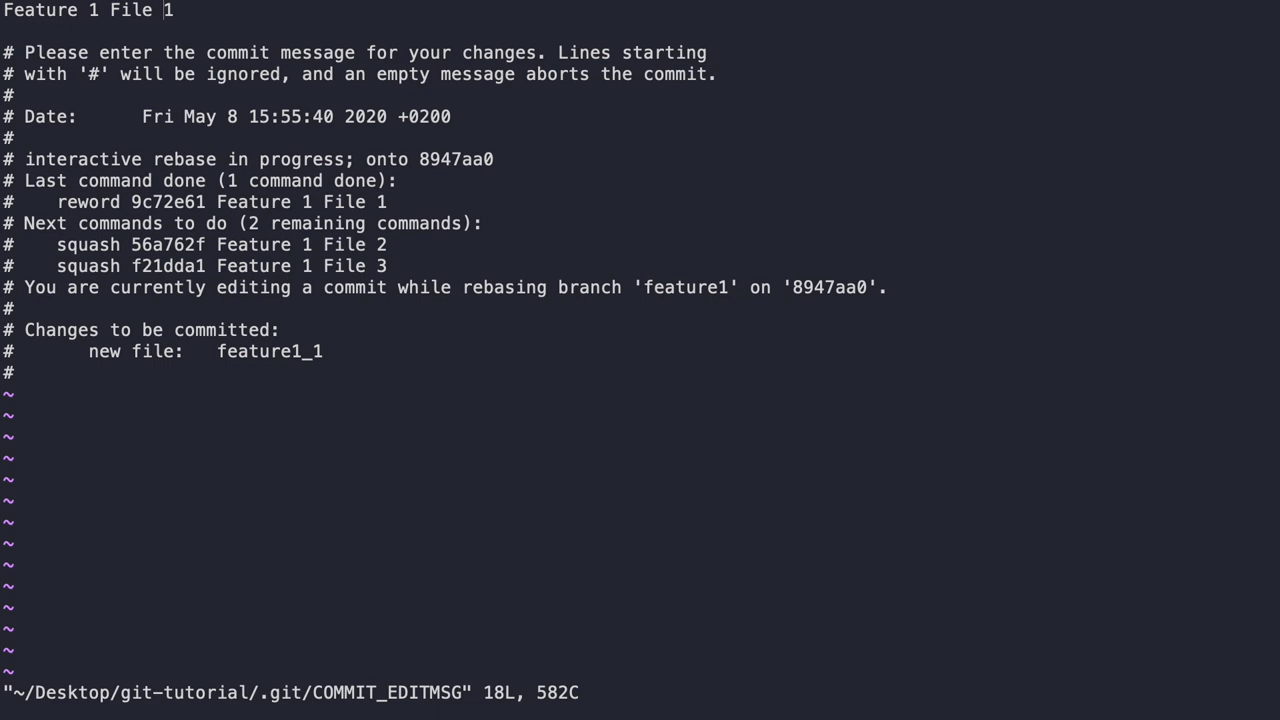 Feature 1 File 1
# Please enter the commit message for your changes. Lines starting
# with '#' will be ignored, and an empty message aborts the commit.
#
# Date:      Fri May 8 15:55:40 2020 +0200
#
# interactive rebase in progress; onto 8947aa0
# Last command done (1 command done):
#    reword 9c72e61 Feature 1 File 1
# Next commands to do (2 remaining commands):
#    squash 56a762f Feature 1 File 2
#    squash f21dda1 Feature 1 File 3
# You are currently editing a commit while rebasing branch 'feature1' on '8947aa0'.
#
# Changes to be committed:
#       new file:   feature1_1
#
~
~
~
~
~
~
~
~
~
~
~
~
~
~
"~/Desktop/git-tutorial/.git/COMMIT_EDITMSG" 18L, 582C